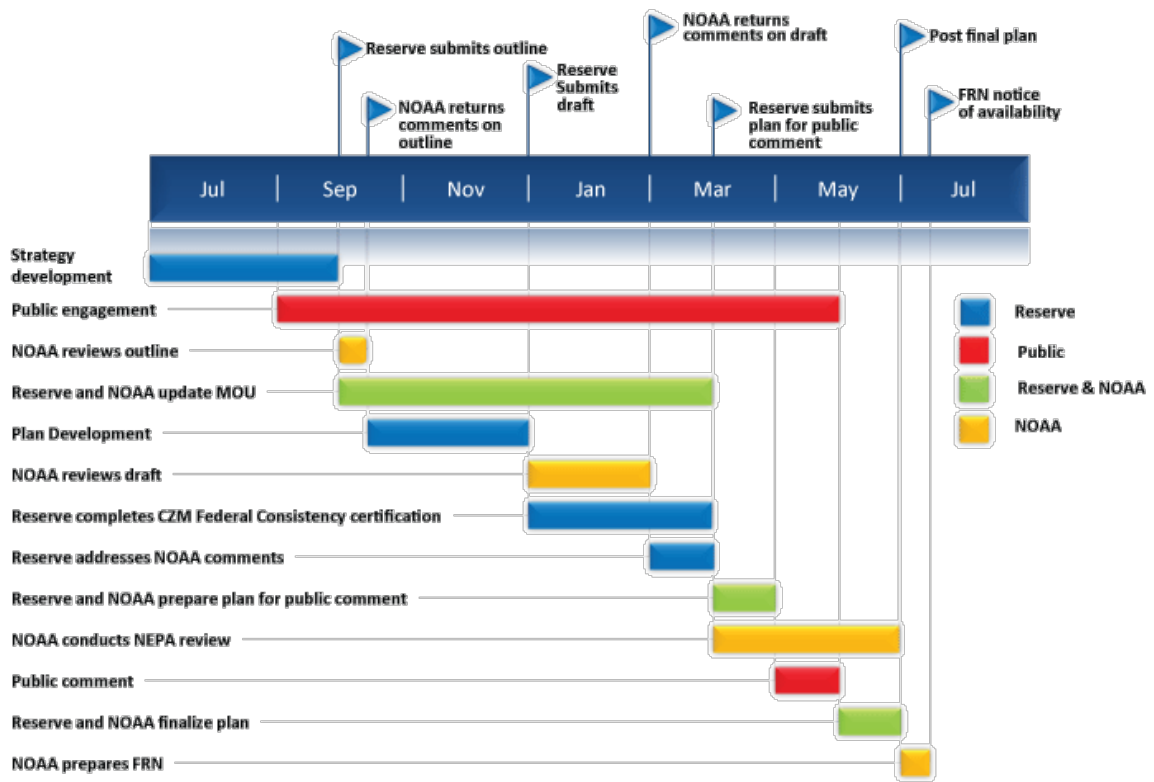 Reserve submits outline
NOAA returns
comments on
outline
Reserve
Submits
draft
NOAA returns
comments on draft
Reserve submits
plan for public
comment
Post final plan
FRN notice
of availability
Jul | Sep | Nov | Jan | Mar | May | Jul
Strategy
development
Public engagement
NOAA reviews outline
Reserve and NOAA update MOU
Plan Development
NOAA reviews draft
Reserve completes CZM Federal Consistency certification
Reserve addresses NOAA comments
Reserve and NOAA prepare plan for public comment
NOAA conducts NEPA review
Public comment
Reserve and NOAA finalize plan
NOAA prepares FRN
Reserve
Public
Reserve & NOAA
NOAA